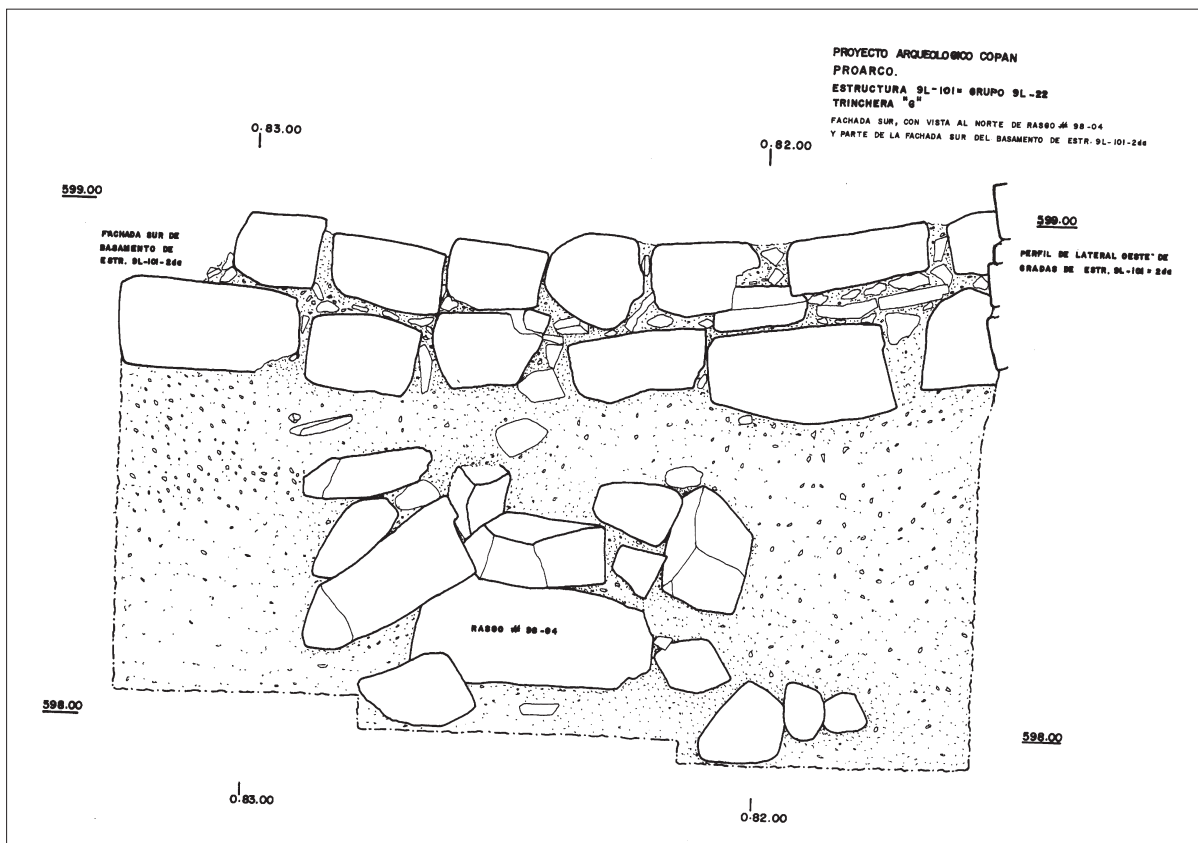 PROYECTO ARQUEOLOGICO COPAN
PROARCO.
ESTRUCTURA 9L-101= GRUPO 9L-22
TRINCHERA "G"
FACHADA SUR, CON VISTA AL NORTE DE RASGO # 98-04
Y PARTE DE LA FACHADA SUR DEL BASAMENTO DE ESTR. 9L-101-2da
0.83.00
0.82.00
599.00
599.00
FACHADA SUR DE
BASAMENTO DE
ESTR. 9L-101-2da
PERFIL DE LATERAL OESTE DE
GRADAS DE ESTR. 9L-101= 2da
RASGO # 98-04
598.00
598.00
0.83.00
0.82.00